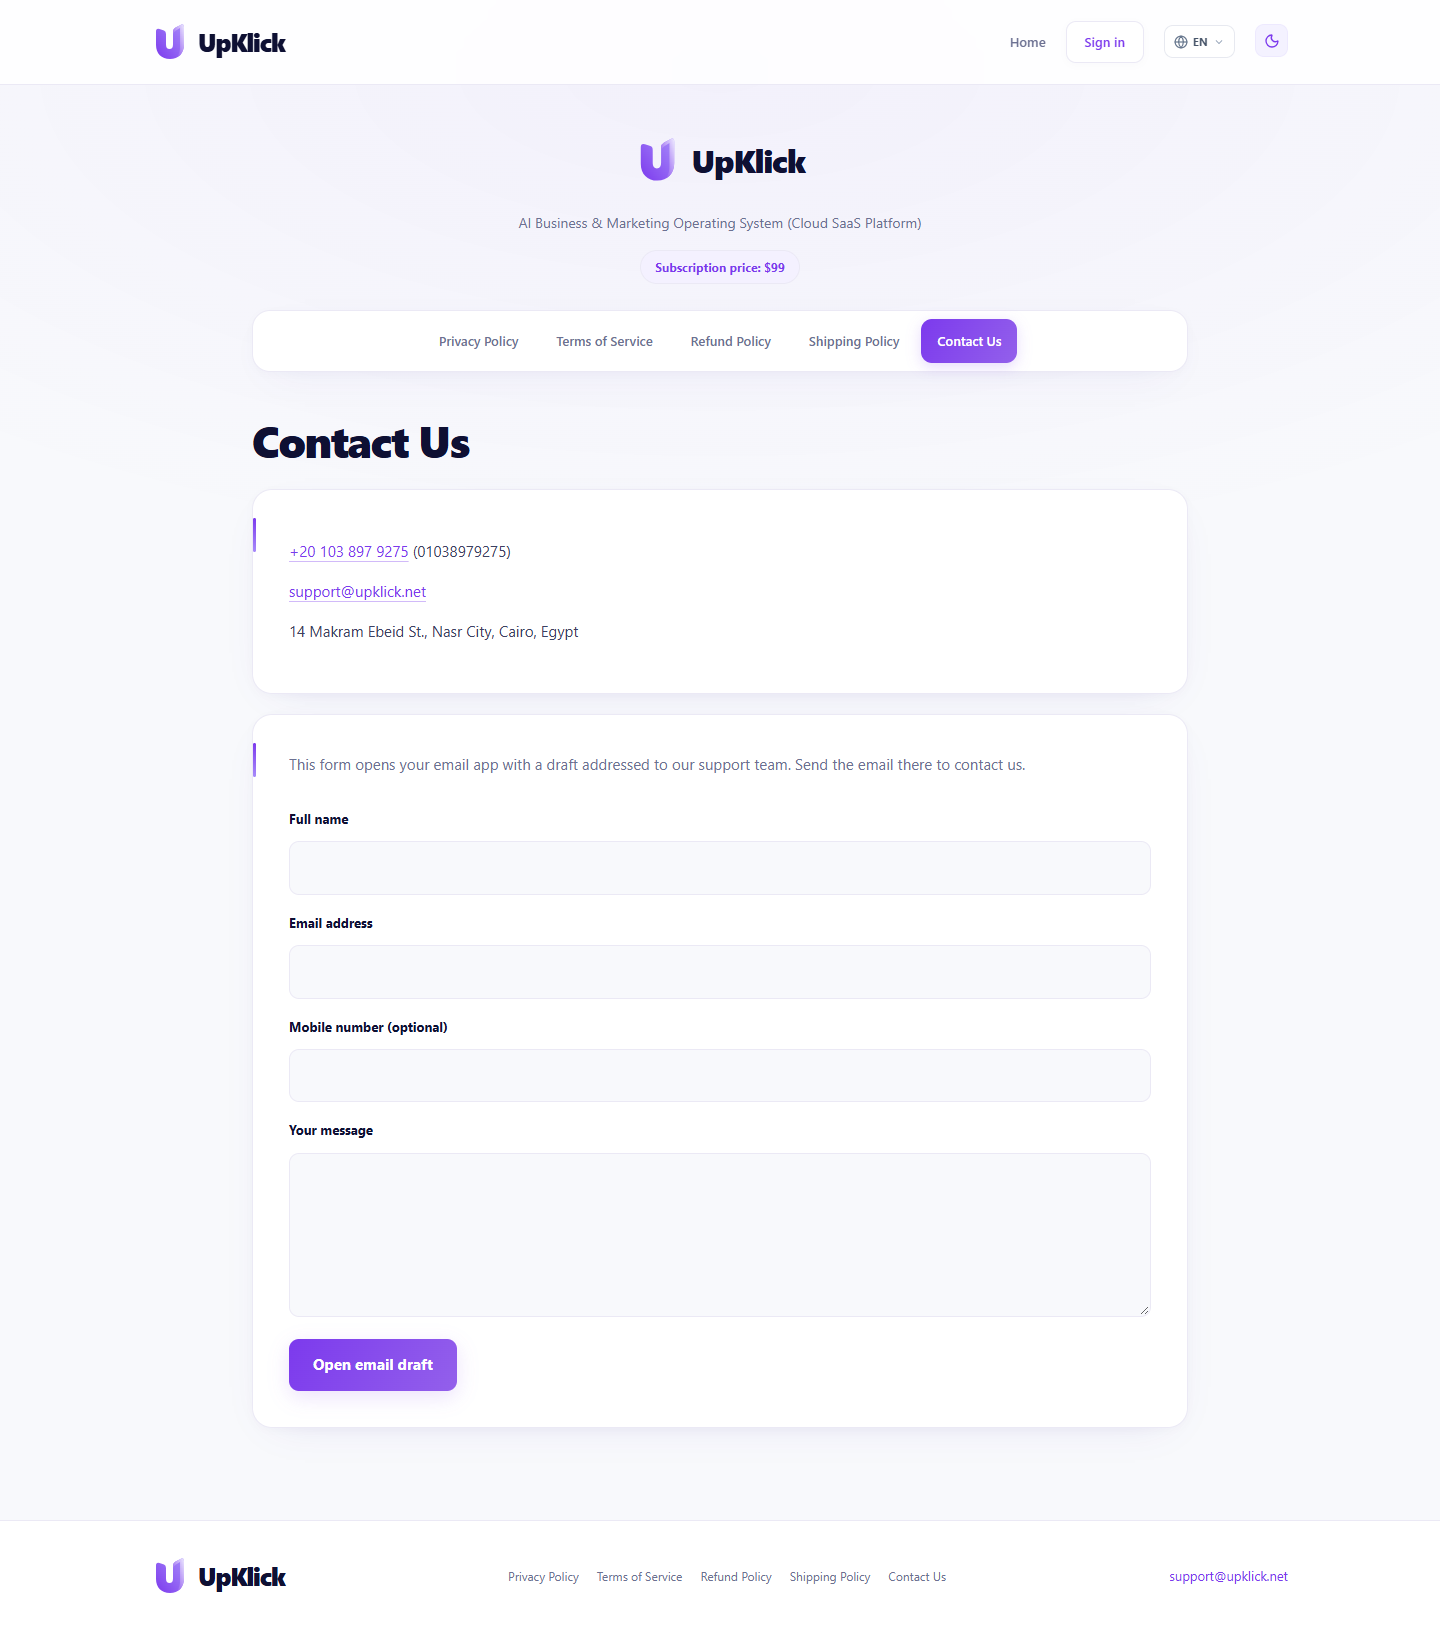 UpKlick
Home
Sign in
EN
UpKlick
AI Business & Marketing Operating System (Cloud SaaS Platform)
Subscription price: $99
Privacy Policy
Terms of Service
Refund Policy
Shipping Policy
Contact Us
Contact Us
+20 103 897 9275 (01038979275)
support@upklick.net
14 Makram Ebeid St., Nasr City, Cairo, Egypt
This form opens your email app with a draft addressed to our support team. Send the email there to contact us.
Full name
Email address
Mobile number (optional)
Your message
Open email draft
UpKlick
Privacy Policy
Terms of Service
Refund Policy
Shipping Policy
Contact Us
support@upklick.net